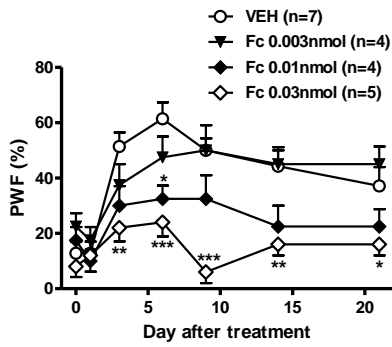 VEH (n=7)
Fc 0.003nmol (n=4)
Fc 0.01nmol (n=4)
Fc 0.03nmol (n=5)
80
60
40
20
0
PWF (%)
*
**
***
***
**
*
0 5 10 15 20
Day after treatment